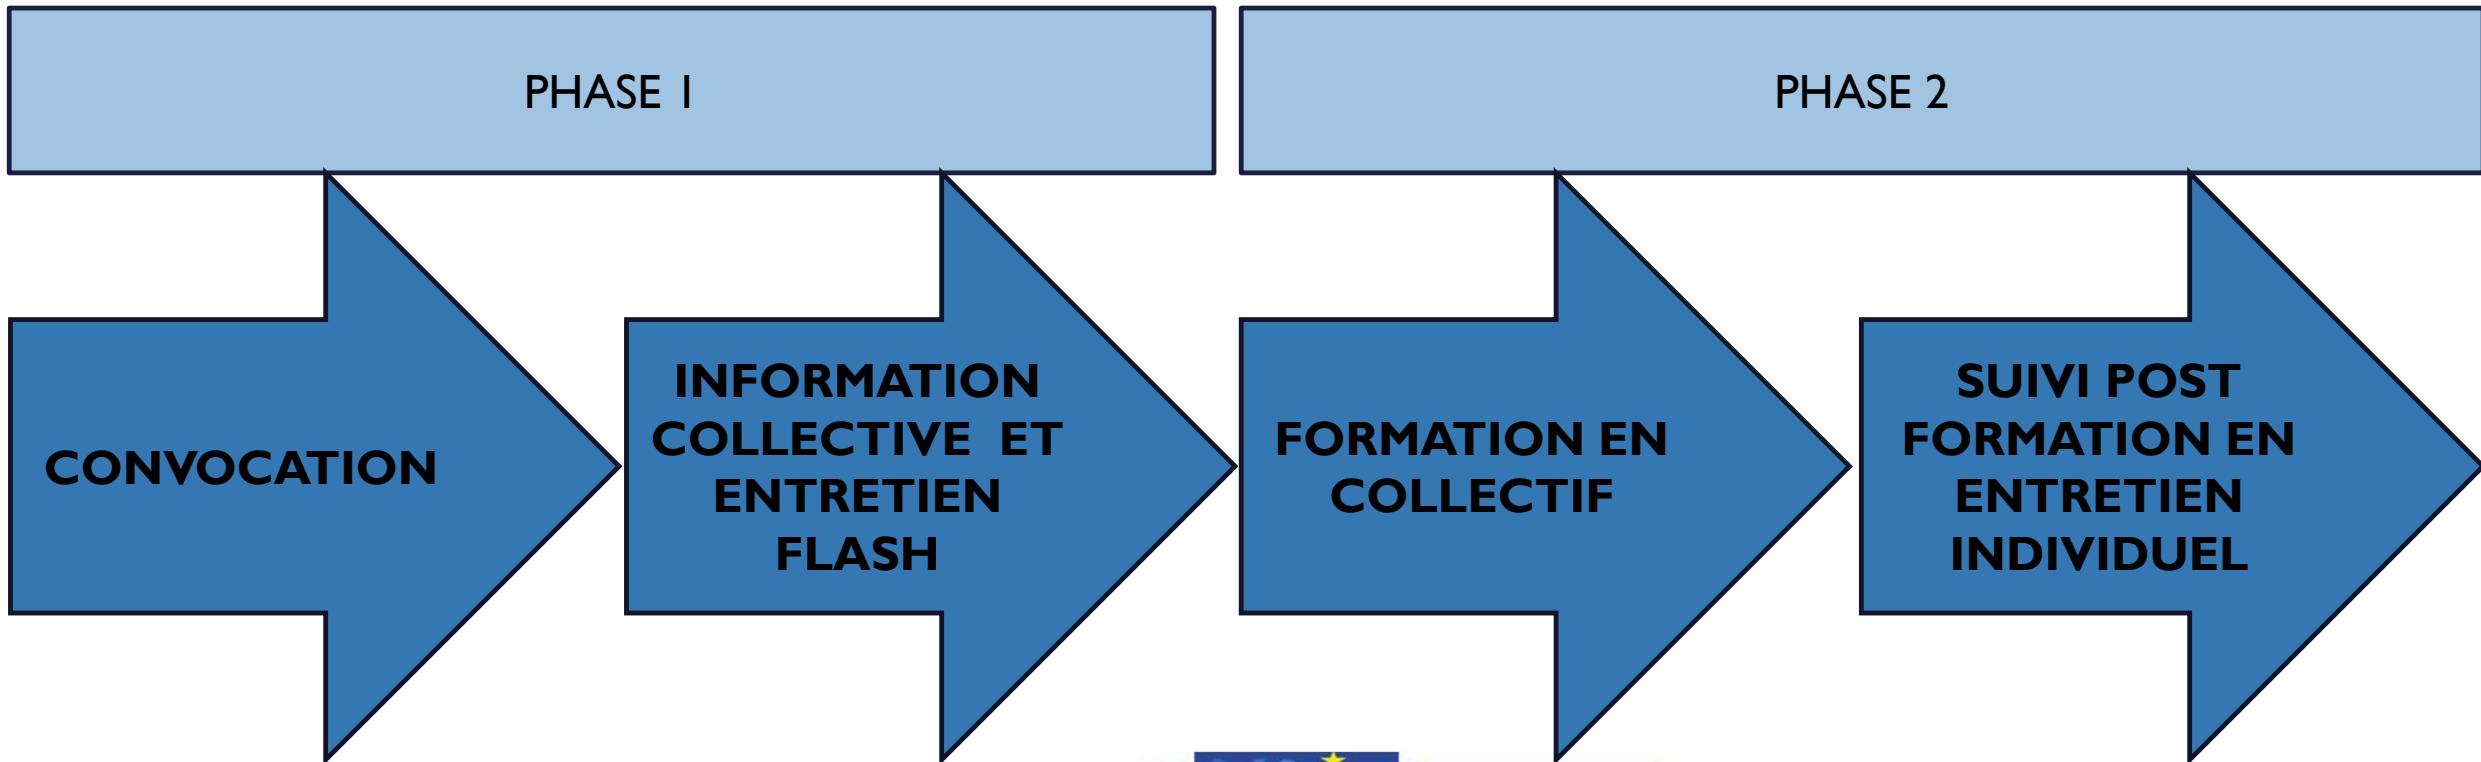 PHASE 1
PHASE 2
CONVOCATION
INFORMATION
COLLECTIVE ET
ENTRETIEN
FLASH
FORMATION EN
COLLECTIF
SUIVI POST
FORMATION EN
ENTRETIEN
INDIVIDUEL